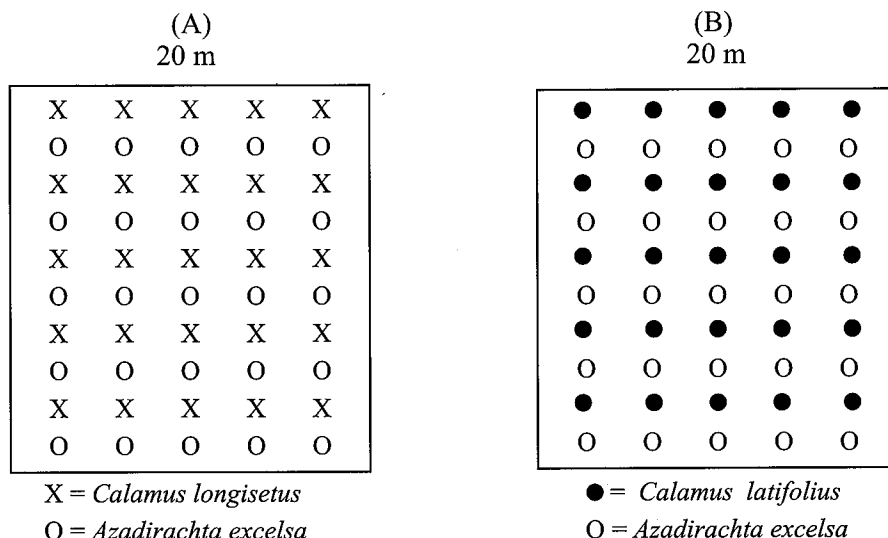 (A)
20 m
X X X X X
O O O O O
X X X X X
O O O O O
X X X X X
O O O O O
X X X X X
O O O O O
X X X X X
O O O O O
X = Calamus longisetus
O = Azadirachta excelsa
(B)
20 m
● ● ● ● ●
O O O O O
● ● ● ● ●
O O O O O
● ● ● ● ●
O O O O O
● ● ● ● ●
O O O O O
● ● ● ● ●
O O O O O
● = Calamus latifolius
O = Azadirachta excelsa